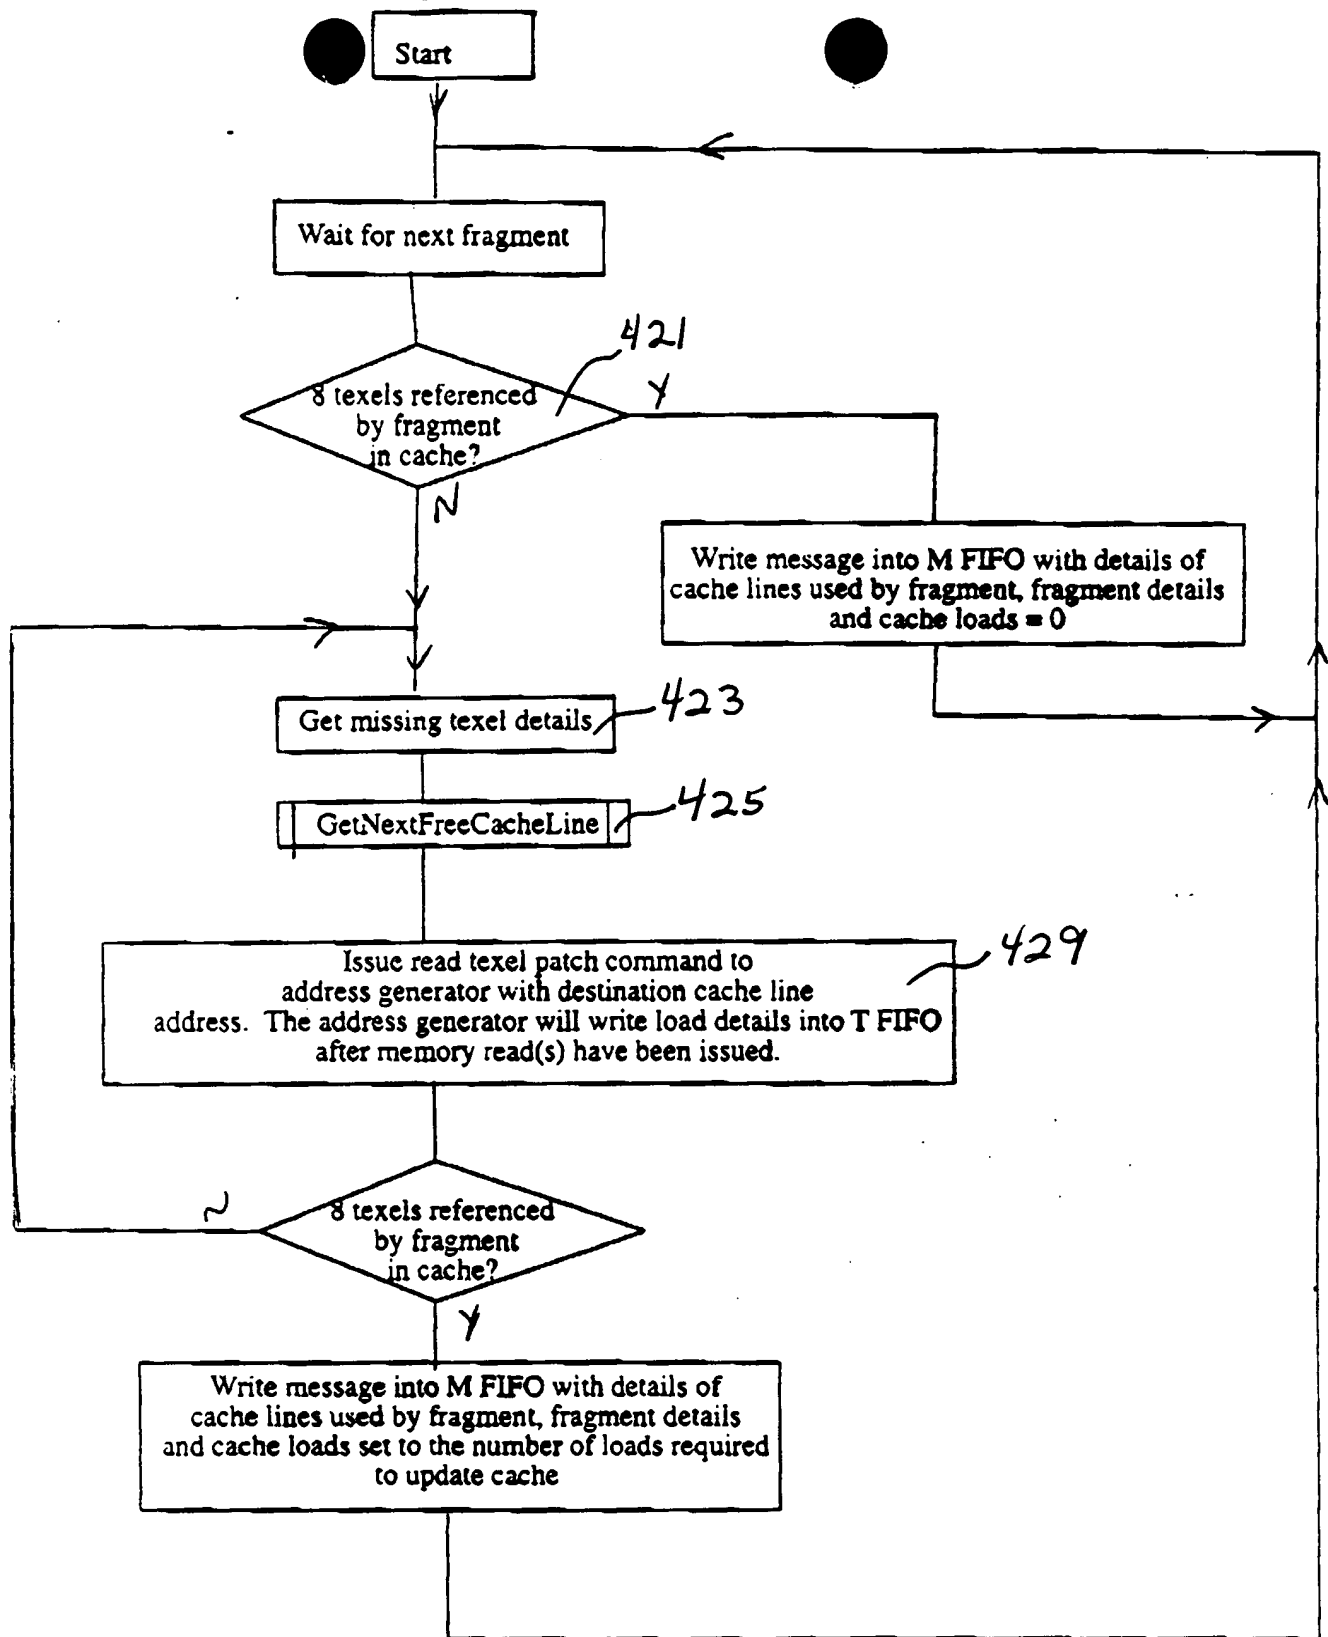 Start
Wait for next fragment
421
8 texels referenced
by fragment
in cache?
Y
N
Write message into M FIFO with details of
cache lines used by fragment, fragment details
and cache loads = 0
Get missing texel details
423
GetNextFreeCacheLine
425
Issue read texel patch command to
address generator with destination cache line
address. The address generator will write load details into T FIFO
after memory read(s) have been issued.
429
8 texels referenced
by fragment
in cache?
N
Y
Write message into M FIFO with details of
cache lines used by fragment, fragment details
and cache loads set to the number of loads required
to update cache